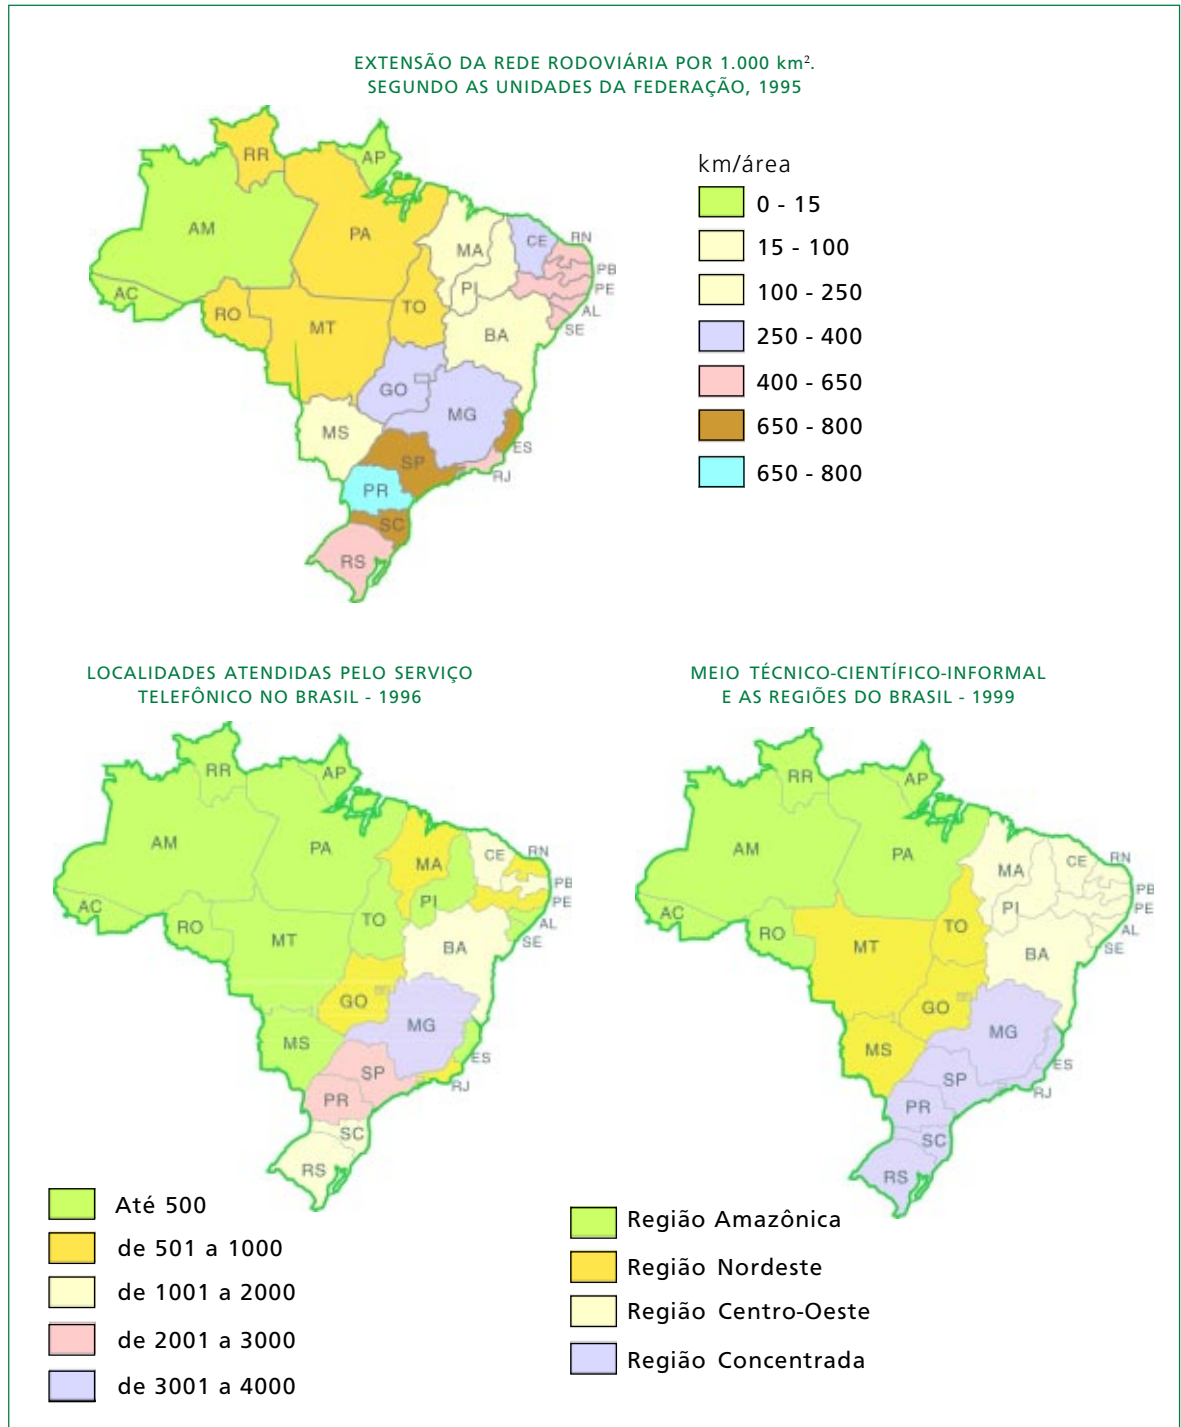 EXTENSÃO DA REDE RODOVIÁRIA POR 1.000 km².
SEGUNDO AS UNIDADES DA FEDERAÇÃO, 1995
RR
AP
AM
PA
MA
CE
RN
PB
PE
AL
SE
PI
AC
RO
MT
TO
BA
GO
MG
MS
ES
SP
RJ
PR
SC
RS
km/área
0 - 15
15 - 100
100 - 250
250 - 400
400 - 650
650 - 800
650 - 800
LOCALIDADES ATENDIDAS PELO SERVIÇO
TELEFÔNICO NO BRASIL - 1996
RR
AP
AM
PA
MA
CE
RN
PB
PE
AL
SE
PI
AC
RO
MT
TO
BA
GO
MG
MS
ES
SP
RJ
PR
SC
RS
Até 500
de 501 a 1000
de 1001 a 2000
de 2001 a 3000
de 3001 a 4000
MEIO TÉCNICO-CIENTÍFICO-INFORMAL
E AS REGIÕES DO BRASIL - 1999
RR
AP
AM
PA
MA
CE
RN
PB
PE
AL
SE
PI
AC
RO
MT
TO
BA
GO
MG
MS
ES
SP
RJ
PR
SC
RS
Região Amazônica
Região Nordeste
Região Centro-Oeste
Região Concentrada